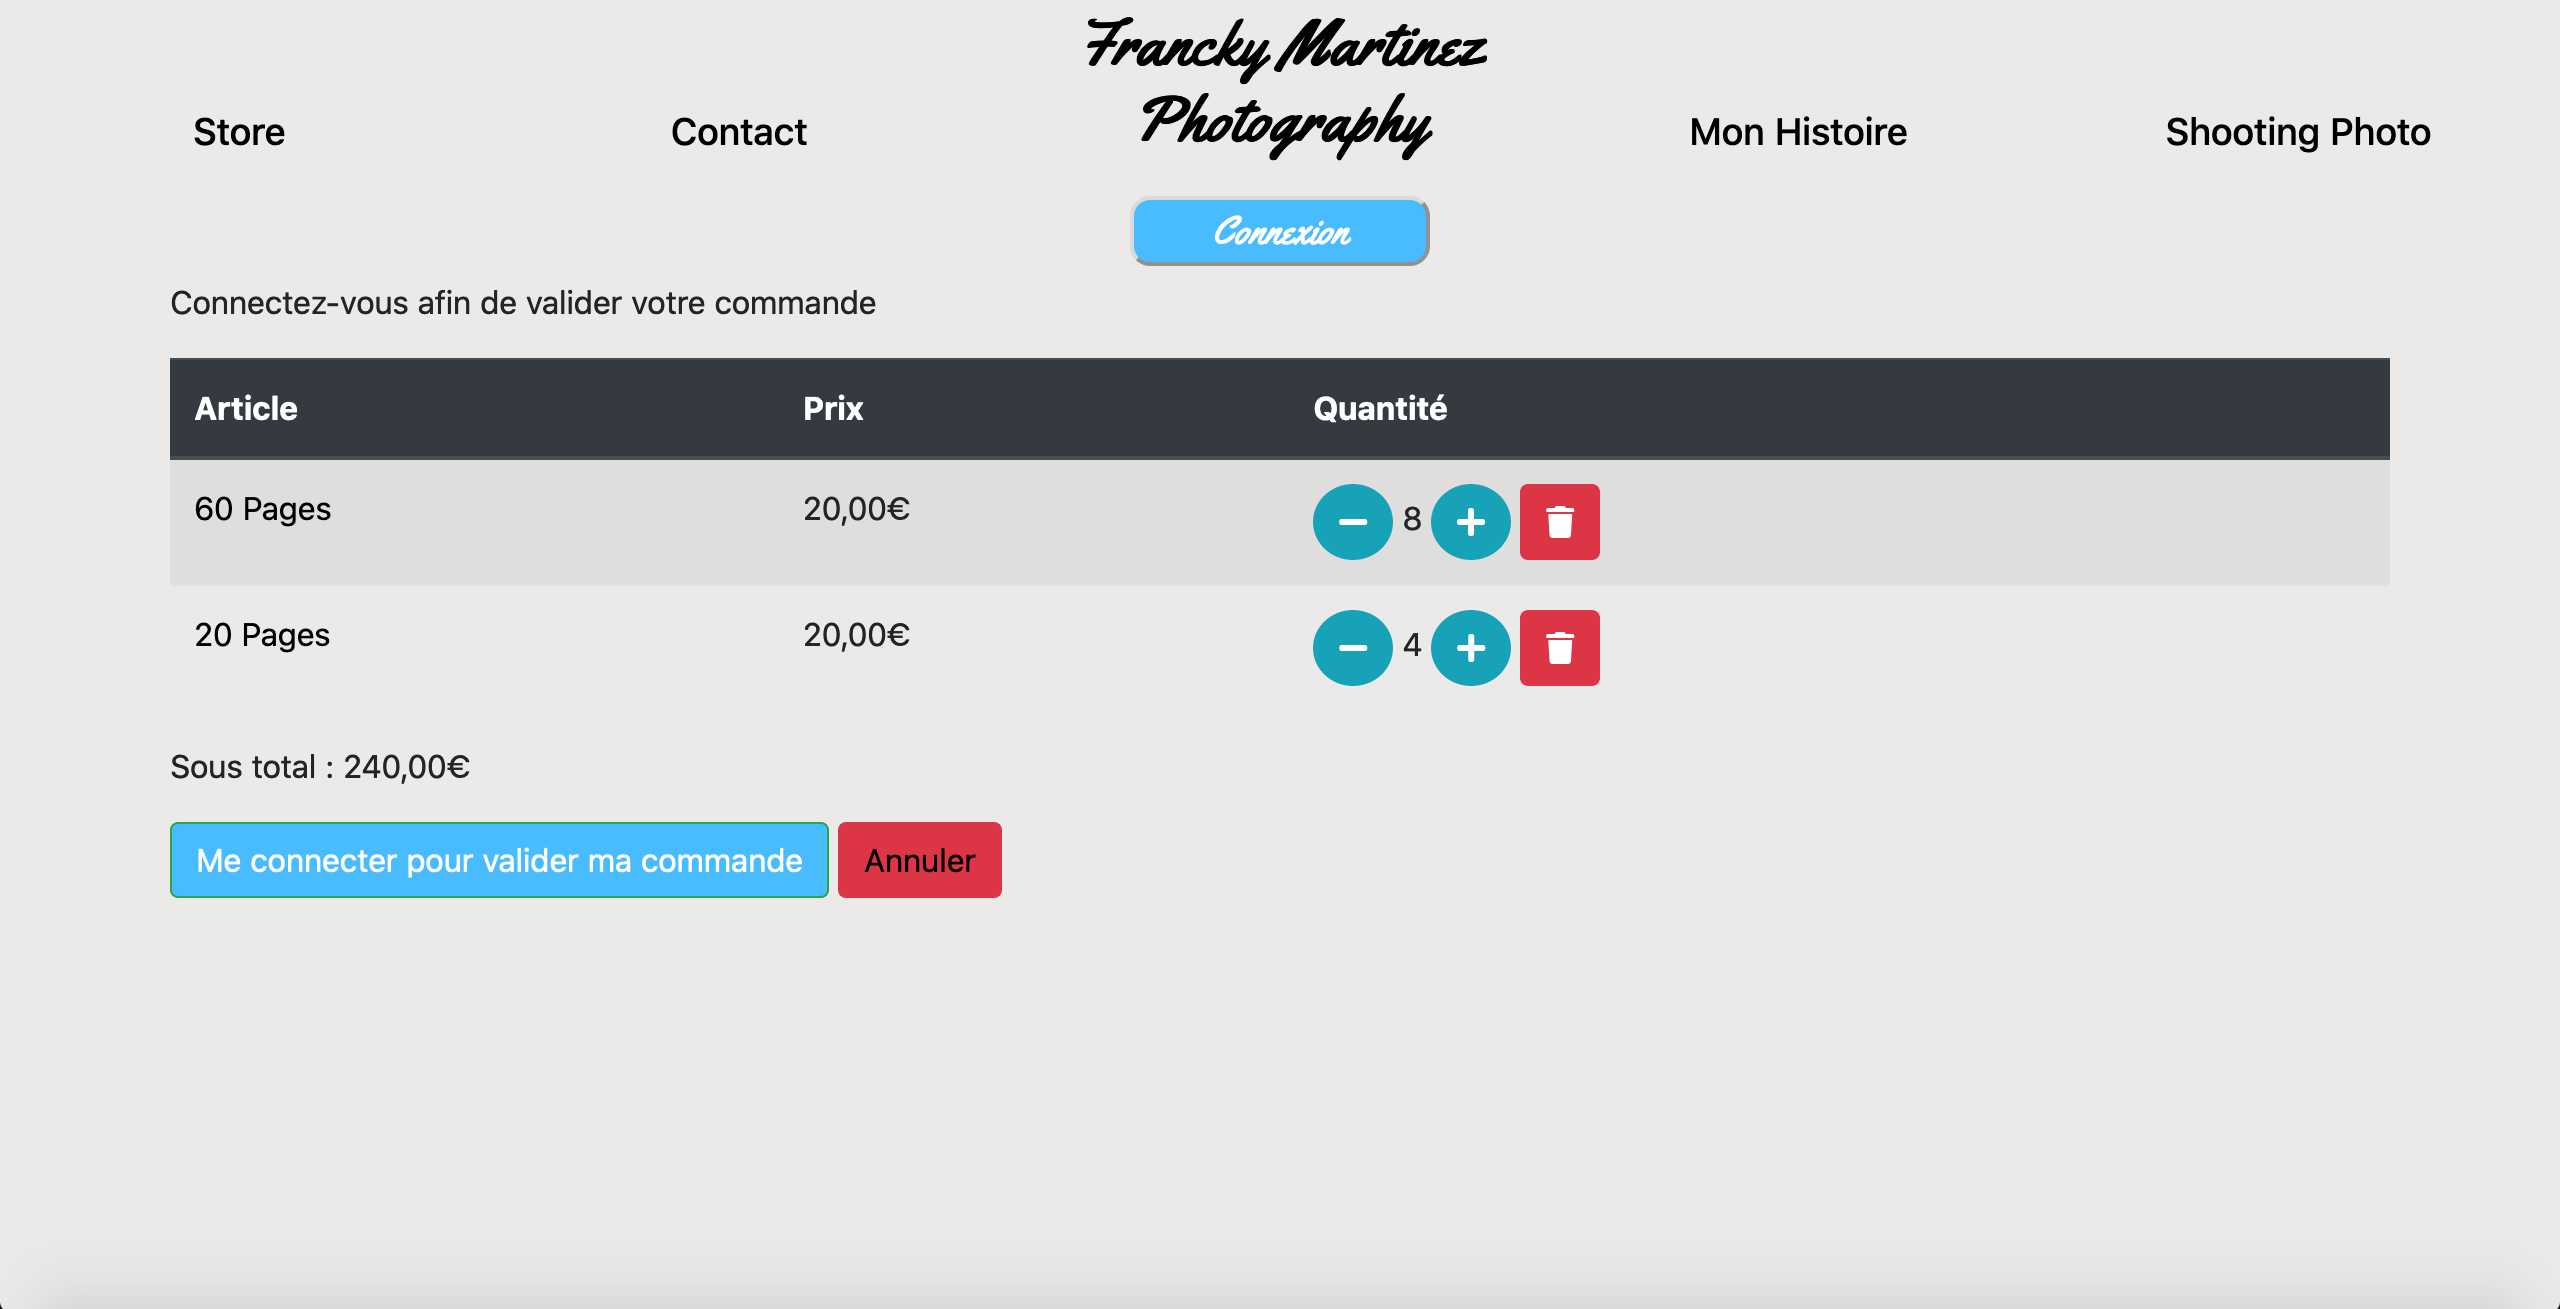 Francky Martinez
Photography
Store
Contact
Mon Histoire
Shooting Photo
Connexion
Connectez-vous afin de valider votre commande
Article Prix Quantité
60 Pages 20,00€ 8
20 Pages 20,00€ 4
Sous total : 240,00€
Me connecter pour valider ma commande Annuler